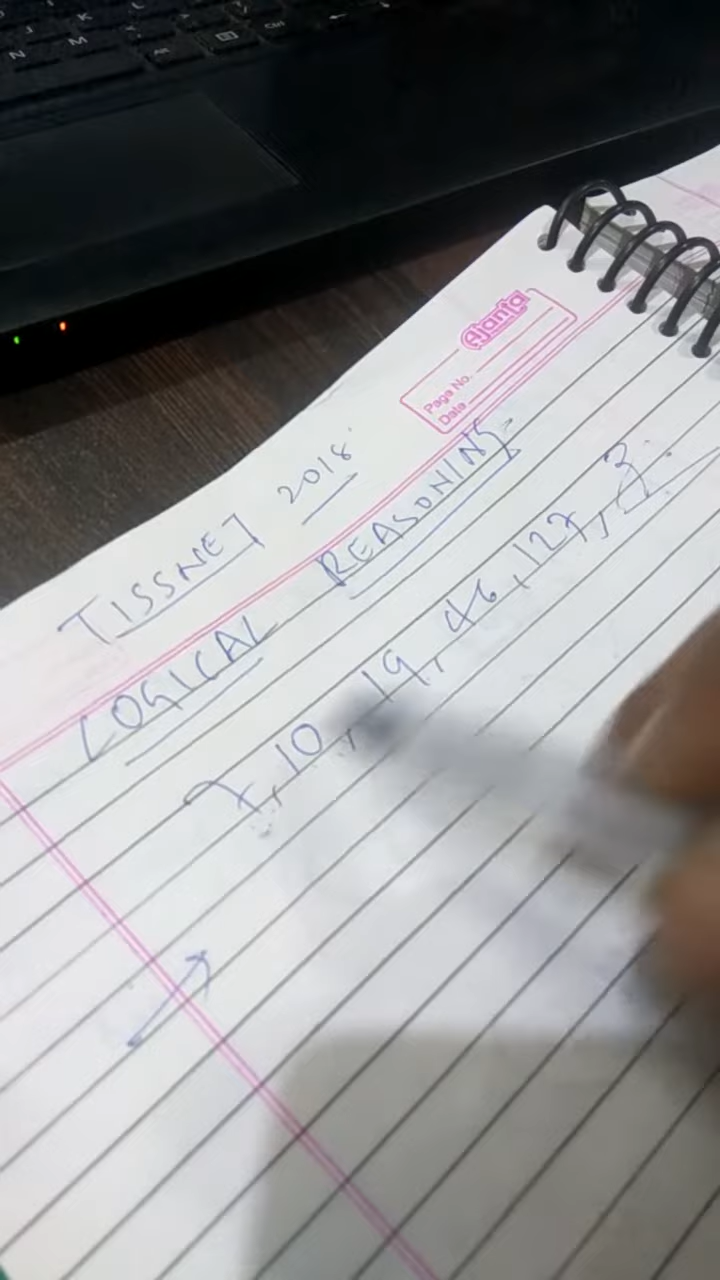 Ajanta
Page No.
Date
TISSNET 2018
LOGICAL REASONING
7, 10, 19, 46, 127, ?